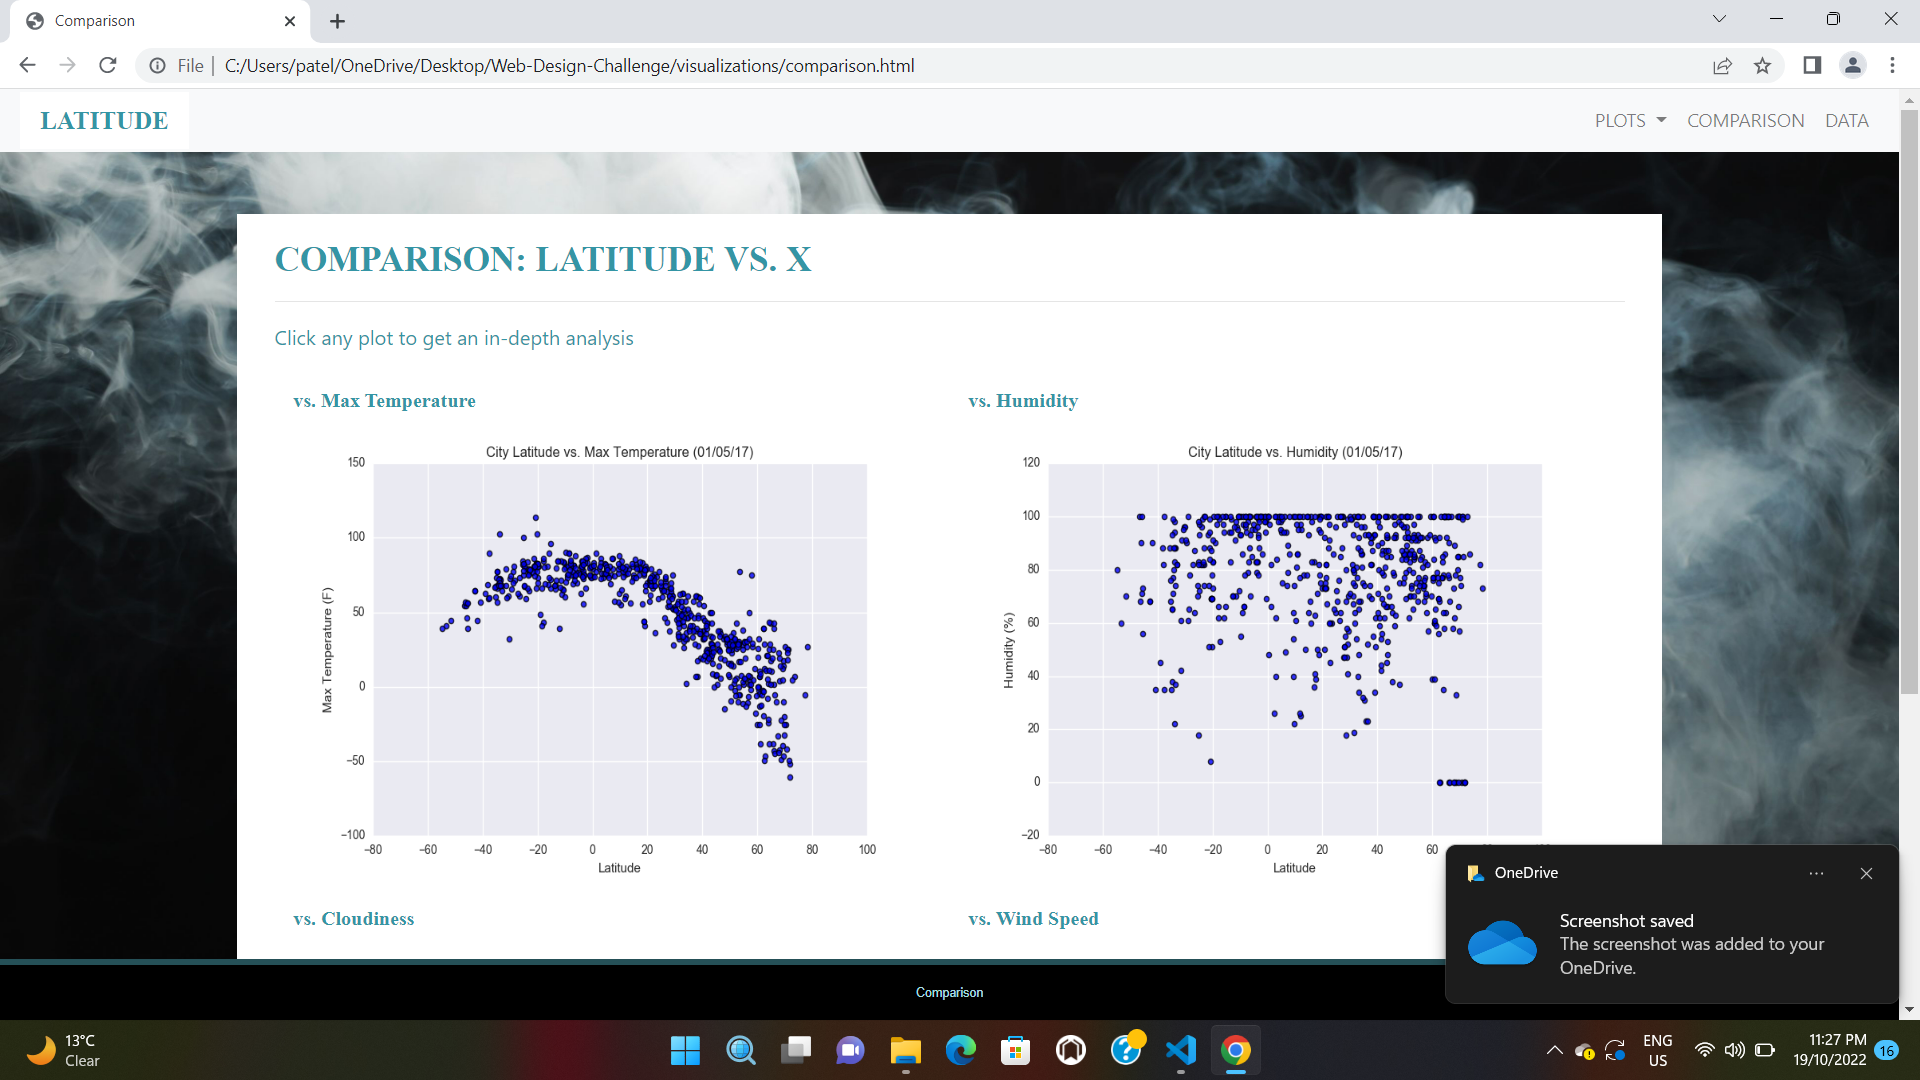 Comparison
File | C:/Users/patel/OneDrive/Desktop/Web-Design-Challenge/visualizations/comparison.html
LATITUDE
PLOTS COMPARISON DATA
COMPARISON: LATITUDE VS. X
Click any plot to get an in-depth analysis
vs. Max Temperature
City Latitude vs. Max Temperature (01/05/17)
150
100
50
0
−50
−100
Max Temperature (F)
−80 −60 −40 −20 0 20 40 60 80 100
Latitude
vs. Humidity
City Latitude vs. Humidity (01/05/17)
120
100
80
60
40
20
0
−20
Humidity (%)
−80 −60 −40 −20 0 20 40 60
Latitude
vs. Cloudiness
vs. Wind Speed
OneDrive
Screenshot saved
The screenshot was added to your
OneDrive.
Comparison
13°C
Clear
ENG
US
11:27 PM
19/10/2022
16